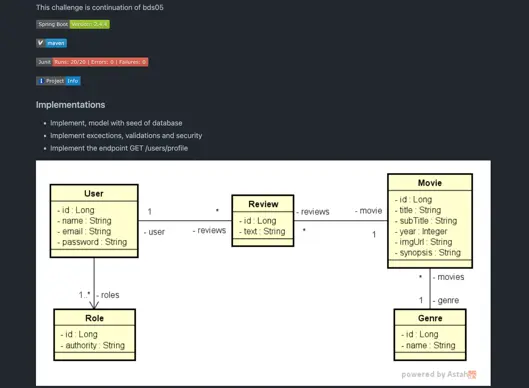 This challenge is continuation of bds05
Spring Boot Version: 2.4.4
maven
Junit Runs: 20/20 | Errors: 0 | Failures: 0
Project Info
Implementations
Implement, model with seed of database
Implement excections, validations and security
Implement the endpoint GET /users/profile
User
- id : Long
- name : String
- email : String
- password : String
1
- user
*
- reviews
Review
- id : Long
- text : String
- reviews
*
- movie
1
Movie
- id : Long
- title : String
- subTitle : String
- year : Integer
- imgUrl : String
- synopsis : String
1..*
- roles
* - movies
1 - genre
Role
- id : Long
- authority : String
Genre
- id : Long
- name : String
powered by Astah